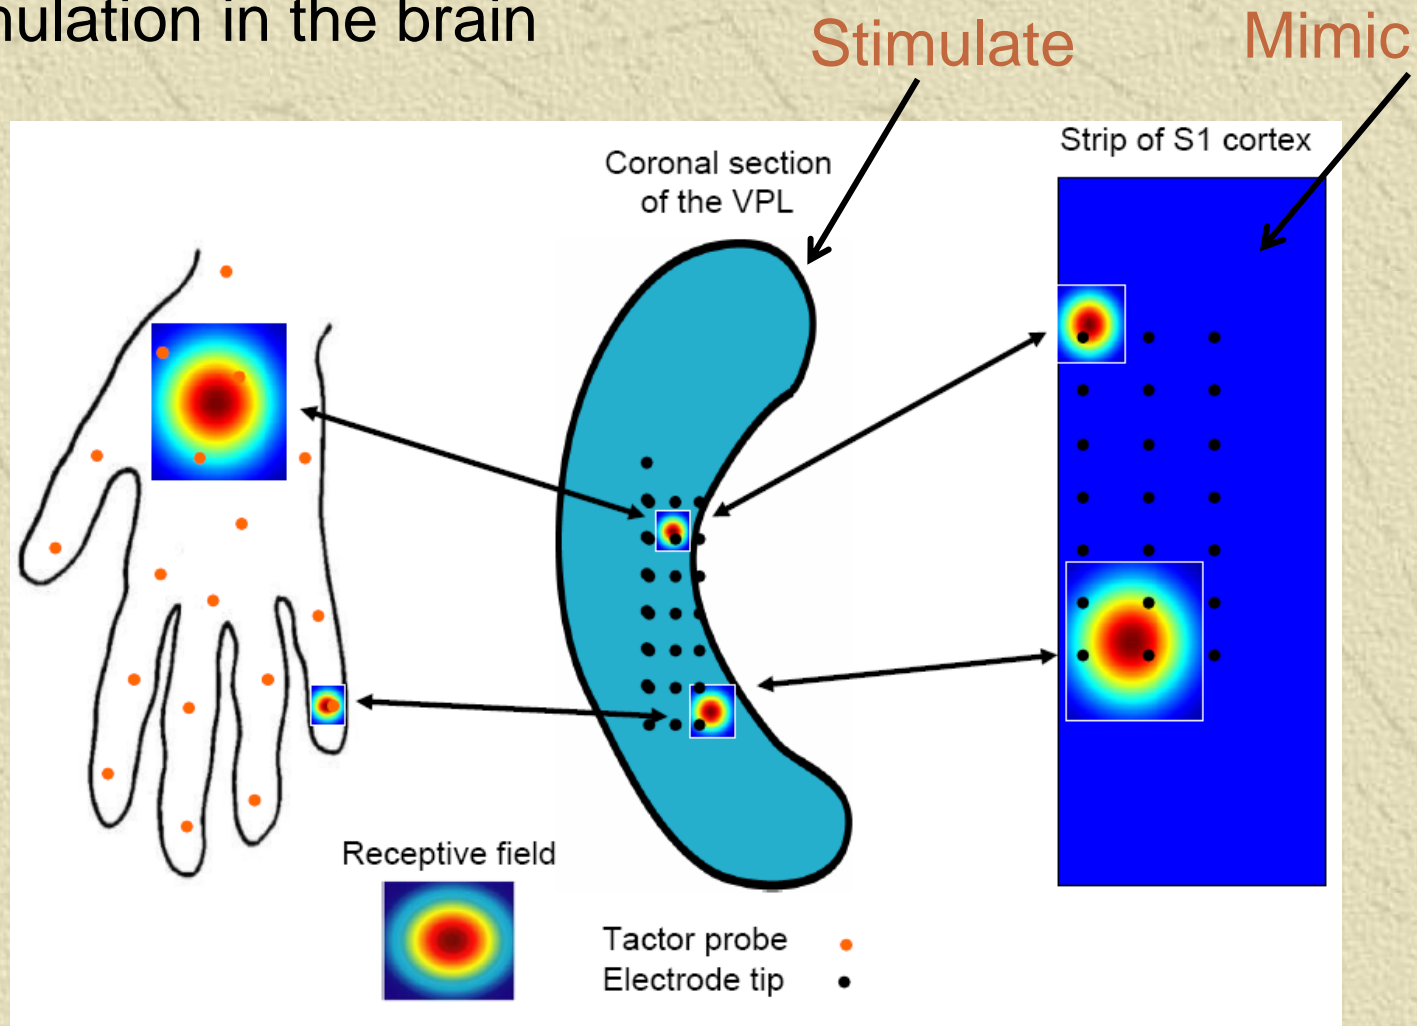 in the brain
Stimulate
Mimic
Strip of S1 cortex
Coronal section
of the VPL
Receptive field
Tactor probe
Electrode tip